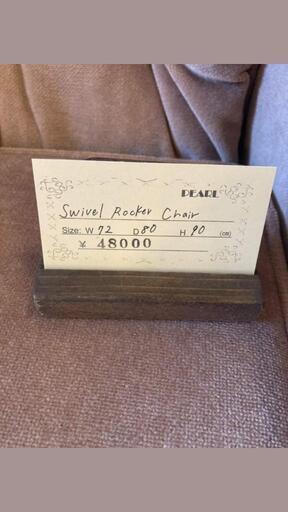 PEARL
Swivel Rocker Chair
Size: W 72 D 80 H 90 (cm)
¥ 48000